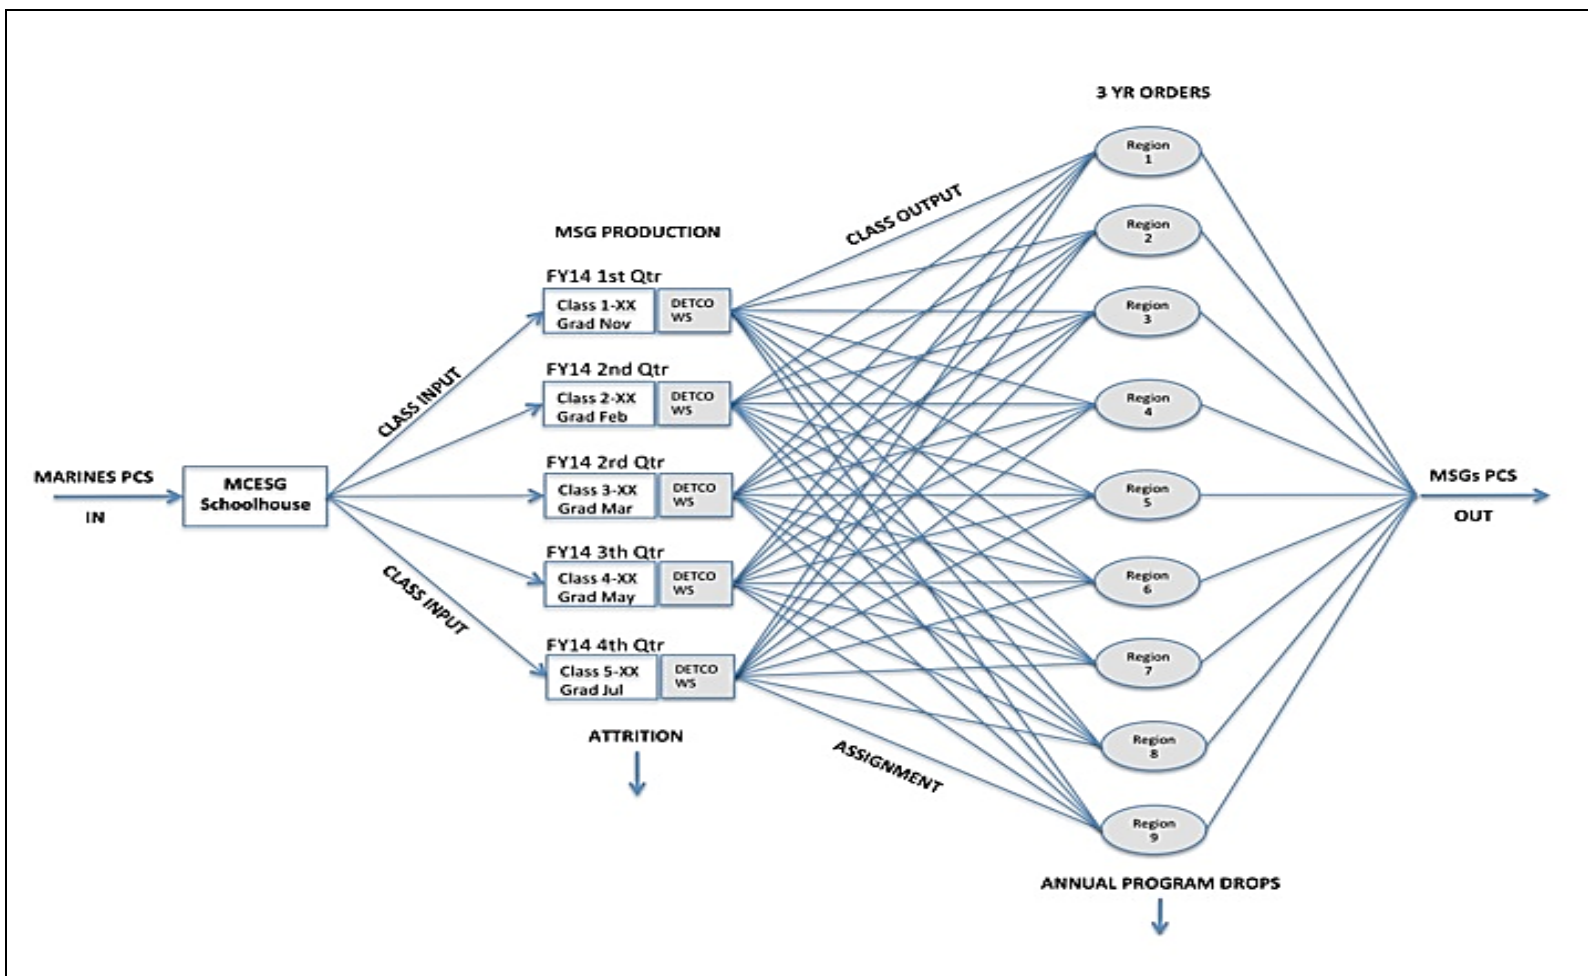 3 YR ORDERS
Region
1
CLASS OUTPUT
Region
2
MSG PRODUCTION
FY14 1st Qtr
Class 1-XX
Grad Nov
DETCO
WS
Region
3
FY14 2nd Qtr
Class 2-XX
Grad Feb
DETCO
WS
Region
4
CLASS INPUT
MARINES PCS
IN
MCESG
Schoolhouse
FY14 2rd Qtr
Class 3-XX
Grad Mar
DETCO
WS
Region
5
MSGs PCS
OUT
FY14 3th Qtr
Class 4-XX
Grad May
DETCO
WS
Region
6
CLASS INPUT
FY14 4th Qtr
Class 5-XX
Grad Jul
DETCO
WS
Region
7
ATTRITION
ASSIGNMENT
Region
8
Region
9
ANNUAL PROGRAM DROPS